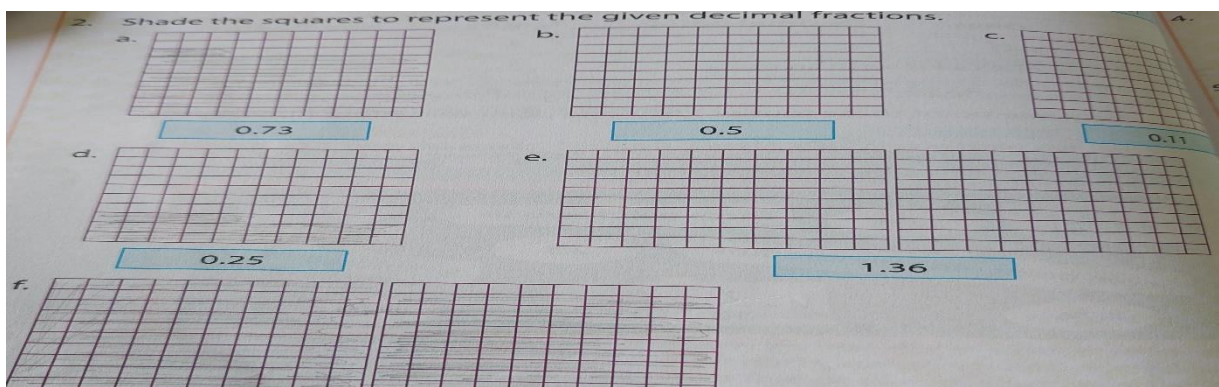 2. Shade the squares to represent the given decimal fractions.
4.
a.
b.
c.
0.73
0.5
0.11
d.
e.
0.25
1.36
f.